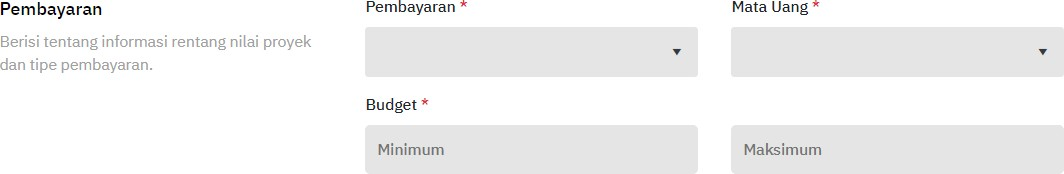 Pembayaran
Berisi tentang informasi rentang nilai proyek
dan tipe pembayaran.
Pembayaran *
Mata Uang *
Budget *
Minimum
Maksimum